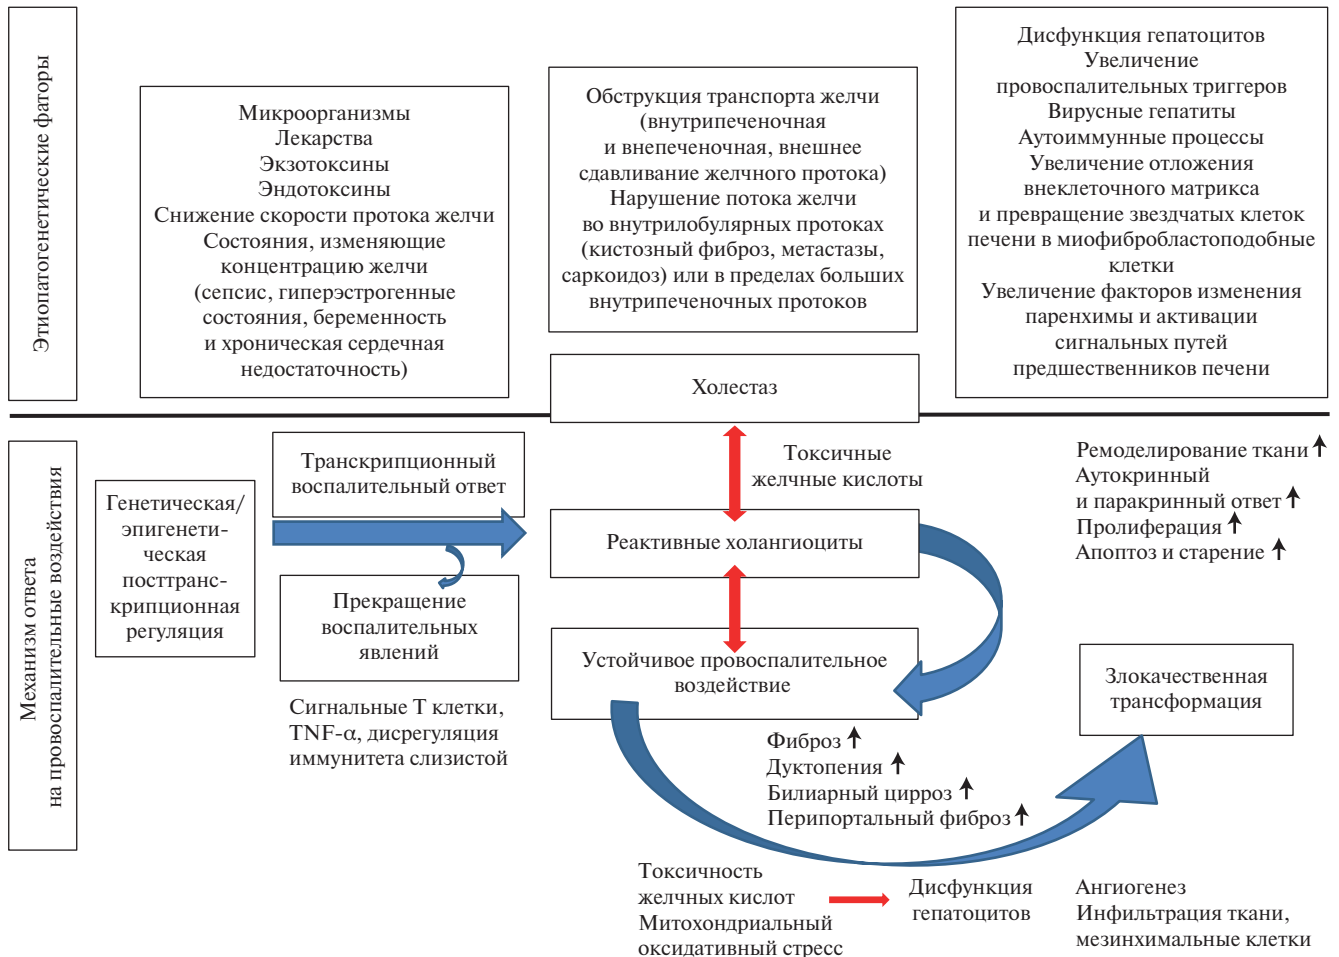 Этиопатогенетические фаторы
Микроорганизмы
Лекарства
Экзотоксины
Эндотоксины
Снижение скорости протока желчи
Состояния, изменяющие
концентрацию желчи
(сепсис, гиперэстрогенные
состояния, беременность
и хроническая сердечная
недостаточность)
Обструкция транспорта желчи
(внутрипеченочная
и внепеченочная, внешнее
сдавливание желчного протока)
Нарушение потока желчи
во внутрилобулярных протоках
(кистозный фиброз, метастазы,
саркоидоз) или в пределах больших
внутрипеченочных протоков
Дисфункция гепатоцитов
Увеличение
провоспалительных триггеров
Вирусные гепатиты
Аутоиммунные процессы
Увеличение отложения
внеклеточного матрикса
и превращение звездчатых клеток
печени в миофибробластоподобные
клетки
Увеличение факторов изменения
паренхимы и активации
сигнальных путей
предшественников печени
Холестаз
Механизм ответа
на провоспалительные воздействия
Генетическая/
эпигенети-
ческая
посттранс-
крипционная
регуляция
Транскрипционный
воспалительный ответ
Прекращение
воспалительных
явлений
Сигнальные Т клетки,
TNF-α, дисрегуляция
иммунитета слизистой
Токсичные
желчные кислоты
Реактивные холангиоциты
Устойчивое провоспалительное
воздействие
Фиброз
Дуктопения
Билиарный цирроз
Перипортальный фиброз
Ремоделирование ткани
Аутокринный
и паракринный ответ
Пролиферация
Апоптоз и старение
Злокачественная
трансформация
Токсичность
желчных кислот
Митохондриальный
оксидативный стресс
Дисфункция
гепатоцитов
Ангиогенез
Инфильтрация ткани,
мезинхимальные клетки